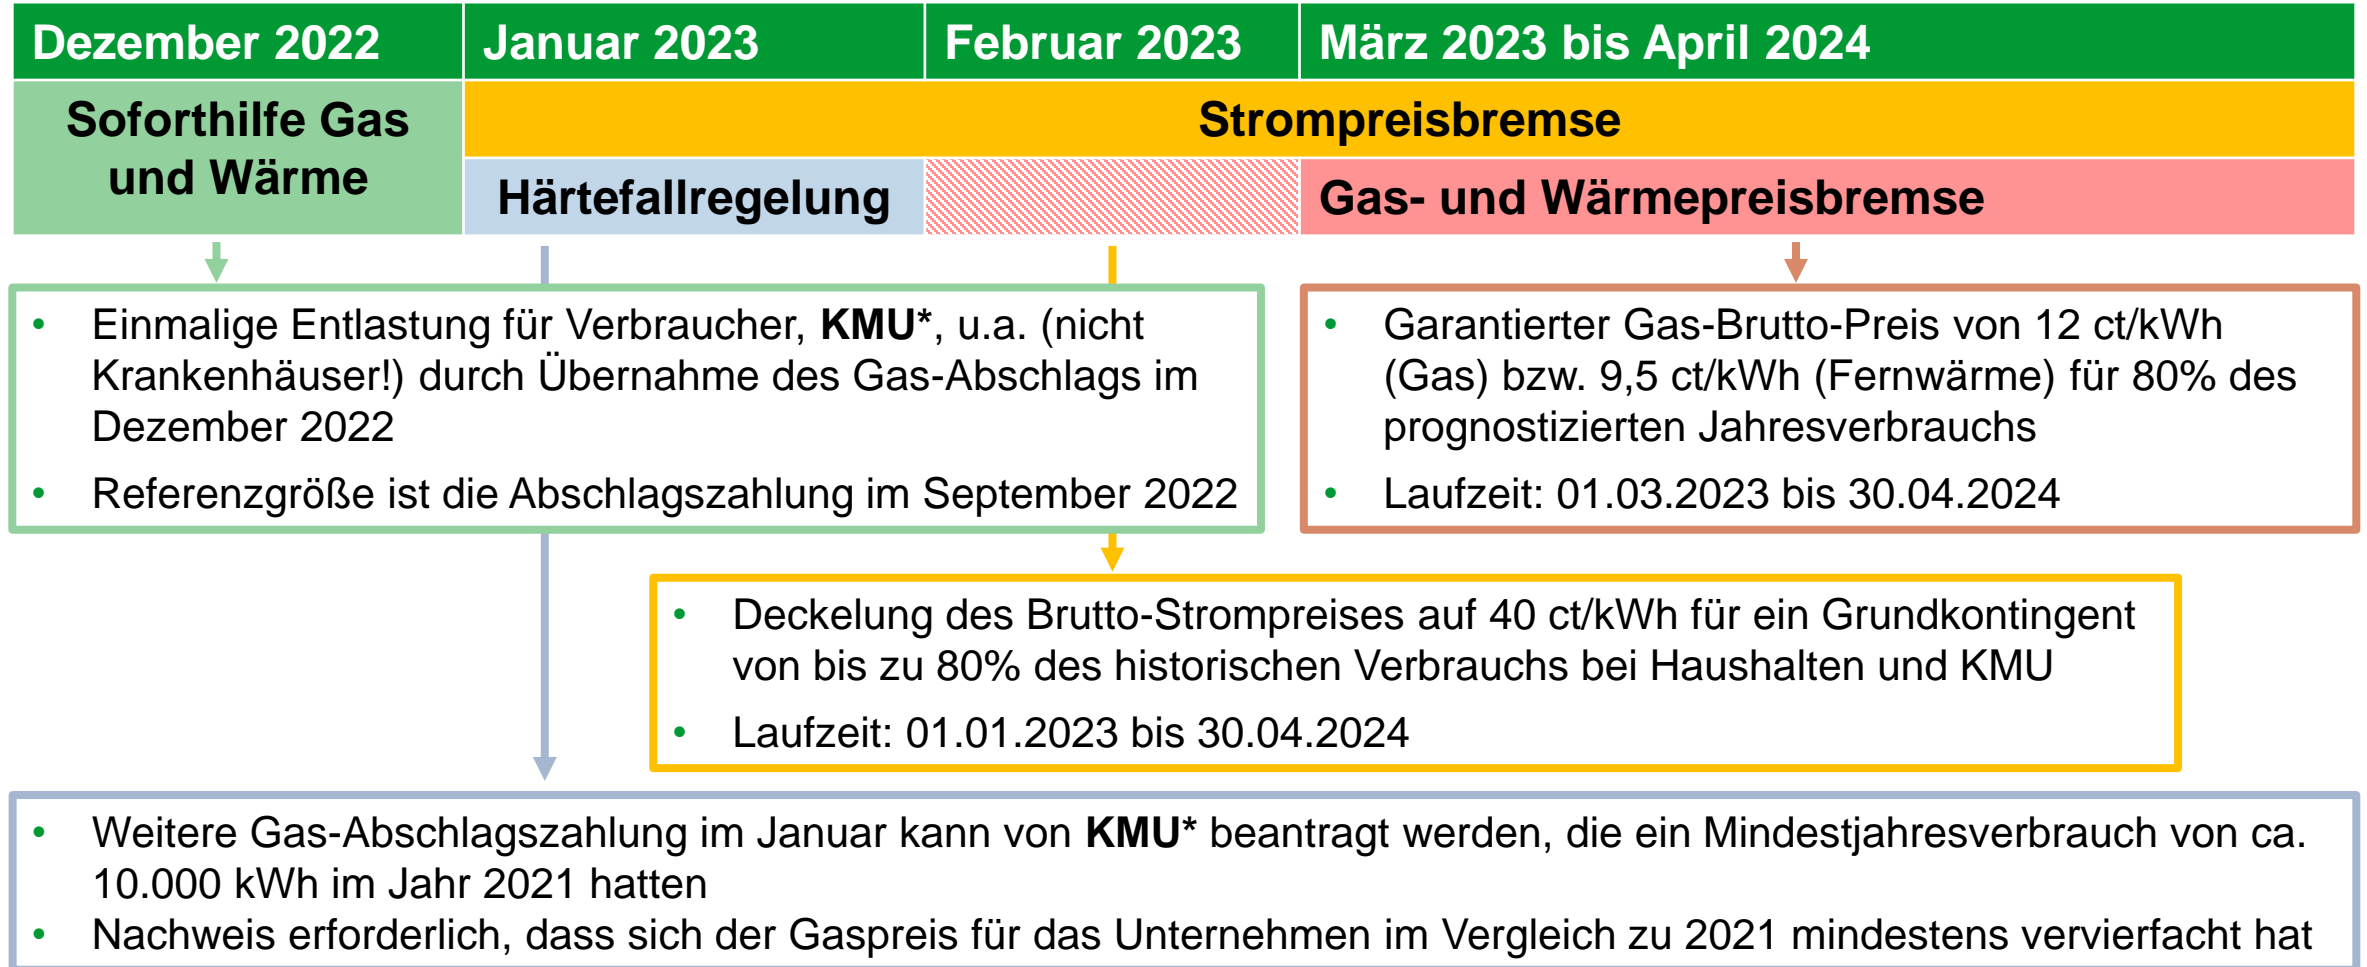 Dezember 2022
Januar 2023
Februar 2023
März 2023 bis April 2024
Soforthilfe Gas
und Wärme
Strompreisbremse
Härtefallregelung
Gas- und Wärmepreisbremse
• Einmalige Entlastung für Verbraucher, KMU*, u.a. (nicht
Krankenhäuser!) durch Übernahme des Gas-Abschlags im
Dezember 2022
• Referenzgröße ist die Abschlagszahlung im September 2022
• Garantierter Gas-Brutto-Preis von 12 ct/kWh
(Gas) bzw. 9,5 ct/kWh (Fernwärme) für 80% des
prognostizierten Jahresverbrauchs
• Laufzeit: 01.03.2023 bis 30.04.2024
• Deckelung des Brutto-Strompreises auf 40 ct/kWh für ein Grundkontingent
von bis zu 80% des historischen Verbrauchs bei Haushalten und KMU
• Laufzeit: 01.01.2023 bis 30.04.2024
• Weitere Gas-Abschlagszahlung im Januar kann von KMU* beantragt werden, die ein Mindestjahresverbrauch von ca.
10.000 kWh im Jahr 2021 hatten
• Nachweis erforderlich, dass sich der Gaspreis für das Unternehmen im Vergleich zu 2021 mindestens vervierfacht hat